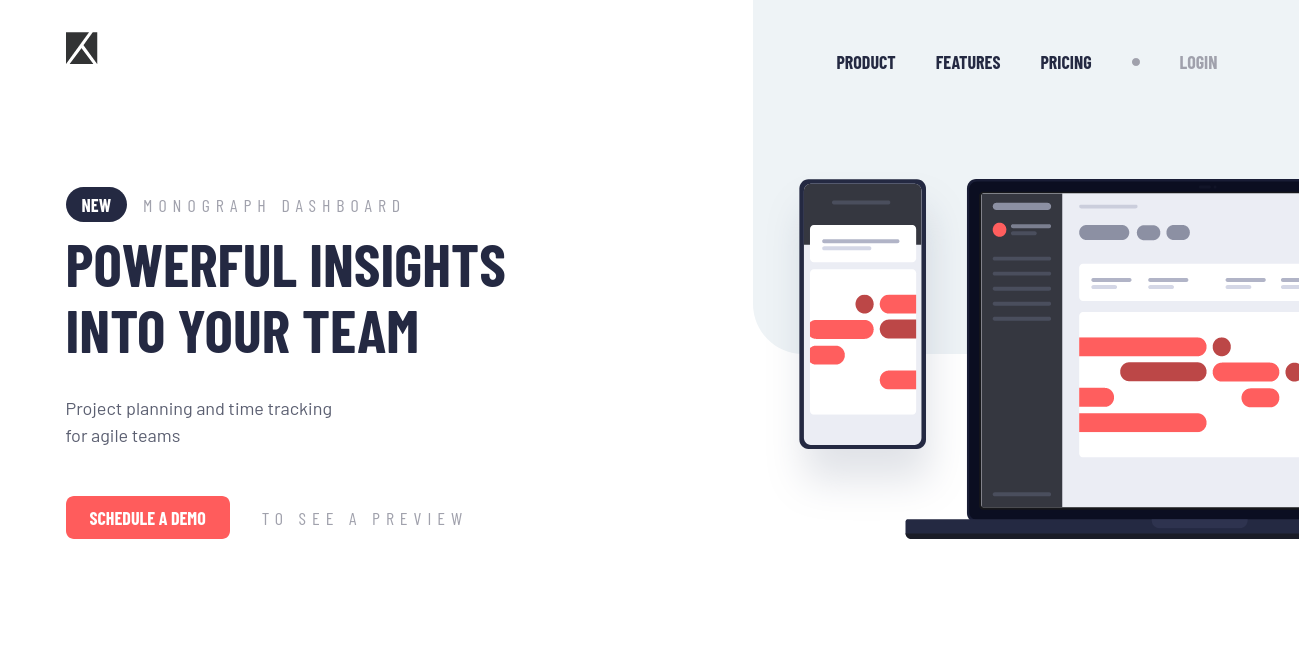 PRODUCT FEATURES PRICING LOGIN
NEW MONOGRAPH DASHBOARD
POWERFUL INSIGHTS
INTO YOUR TEAM
Project planning and time tracking
for agile teams
SCHEDULE A DEMO TO SEE A PREVIEW